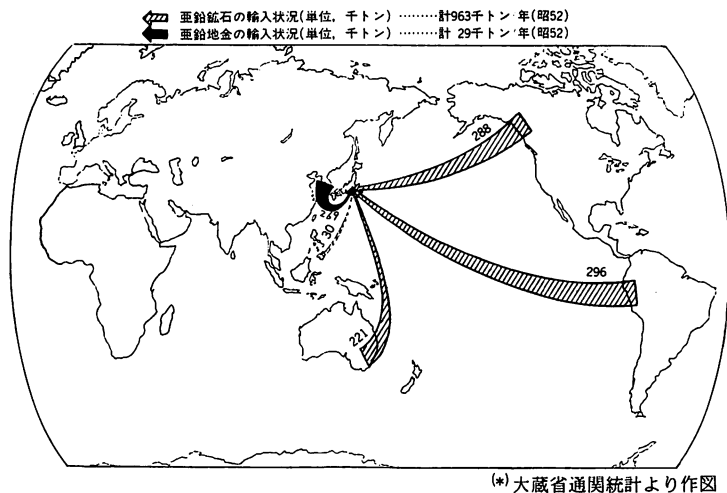 亜鉛鉱石の輸入状況(単位，千トン) ………計963千トン/年(昭52)
亜鉛地金の輸入状況(単位，千トン) ………計 29千トン/年(昭52)
288
30
296
221
(*) 大蔵省通関統計より作図